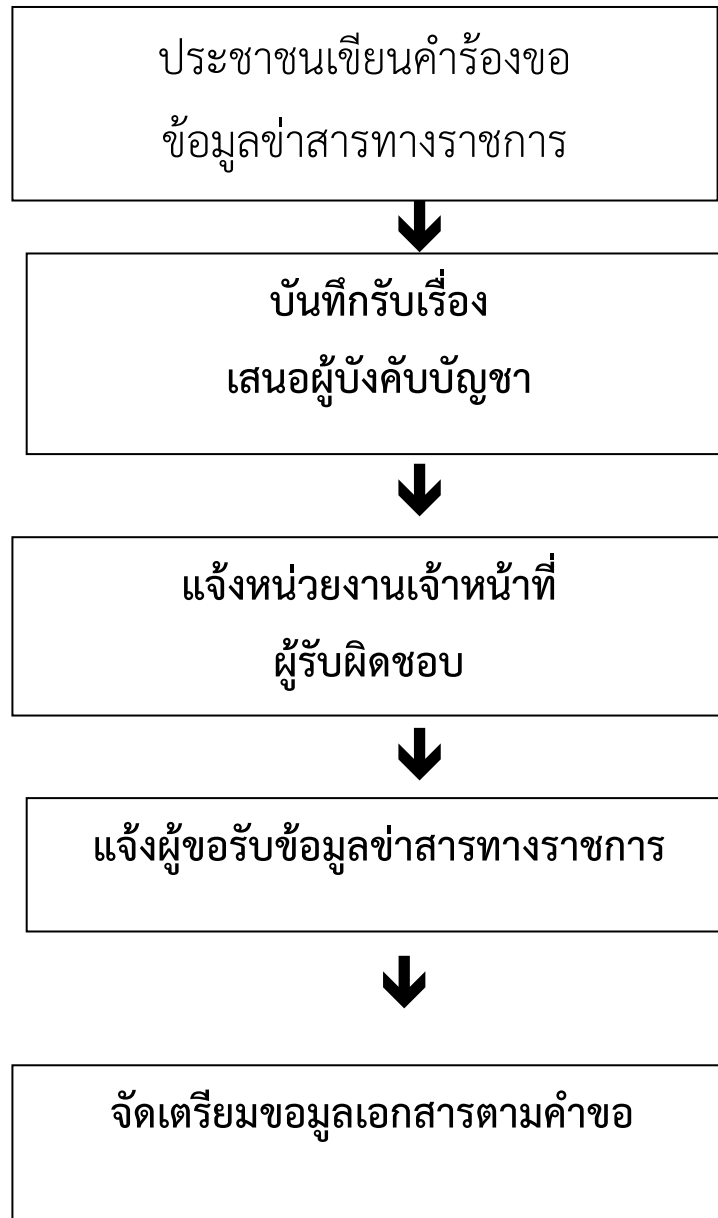 ประชาชนเขียนคำร้องขอ
ข้อมูลข่าสารทางราชการ
บันทึกรับเรื่อง
เสนอผู้บังคับบัญชา
แจ้งหน่วยงานเจ้าหน้าที่
ผู้รับผิดชอบ
แจ้งผู้ขอรับข้อมูลข่าสารทางราชการ
จัดเตรียมขอมูลเอกสารตามคำขอ